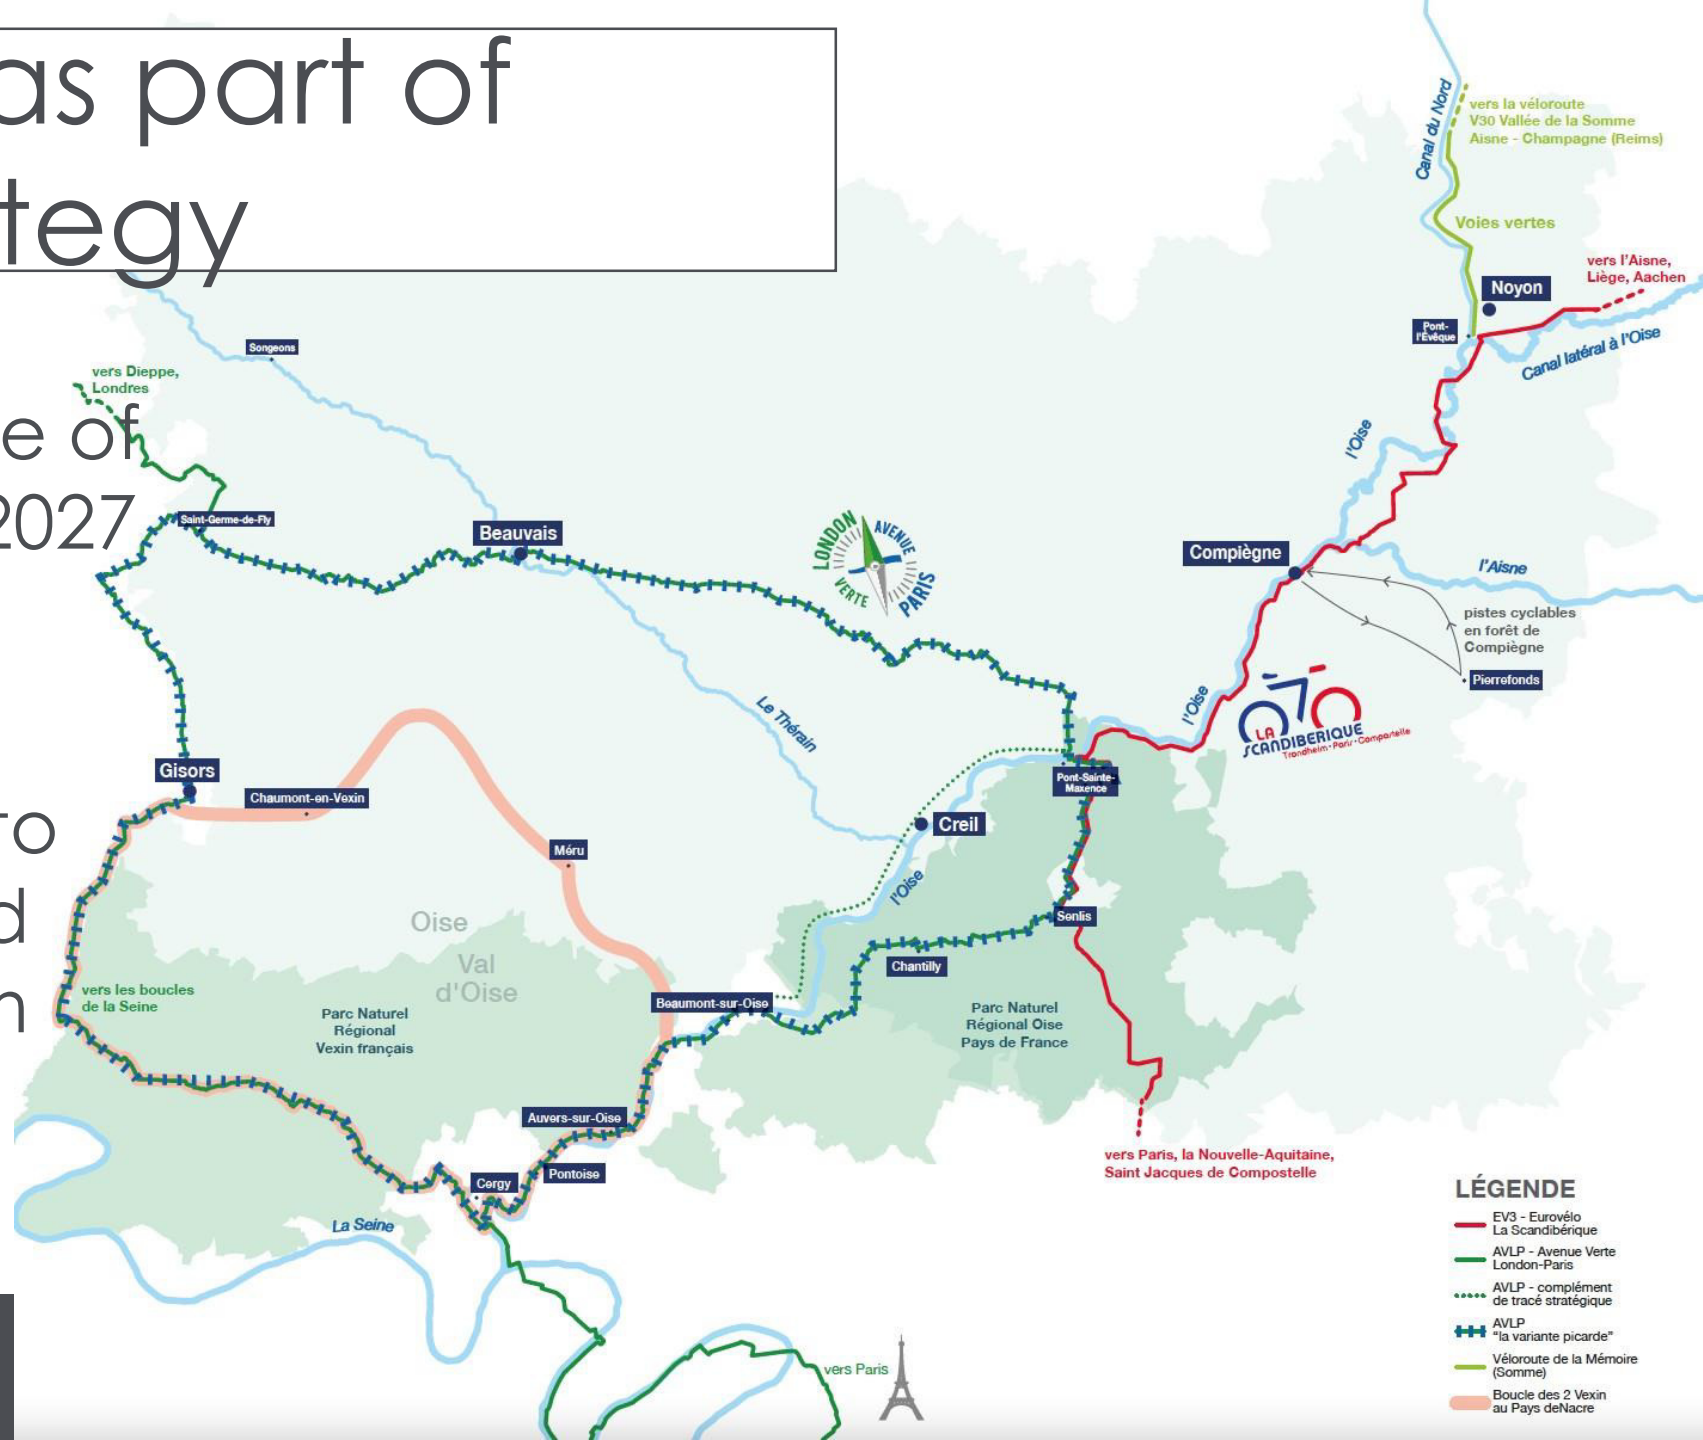 as part of
tegy
e of
2027
to
d
n
Canal du Nord
vers la véloroute
V30 Vallée de la Somme
Aisne - Champagne (Reims)
Voies vertes
vers l'Aisne,
Liège, Aachen
Noyon
Pont-
l'Évêque
Canal latéral à l'Oise
Songeons
vers Dieppe,
Londres
l'Oise
Saint-Germe-de-Fly
Beauvais
LONDON
AVENUE
VERTE
PARIS
Compiègne
l'Aisne
pistes cyclables
en forêt de
Compiègne
Pierrefonds
l'Oise
LA
SCANDIBERIQUE
Trondheim · Paris · Compostelle
Le Thérain
Gisors
Chaumont-en-Vexin
Pont-Sainte-
Maxence
Creil
Méru
l'Oise
Oise
Senlis
Val
d'Oise
Chantilly
vers les boucles
de la Seine
Beaumont-sur-Oise
Parc Naturel
Régional
Vexin français
Parc Naturel
Régional Oise
Pays de France
Auvers-sur-Oise
Pontoise
Cergy
La Seine
vers Paris, la Nouvelle-Aquitaine,
Saint Jacques de Compostelle
vers Paris
LÉGENDE
EV3 - Eurovélo
La Scandibérique
AVLP - Avenue Verte
London-Paris
AVLP - complément
de tracé stratégique
AVLP
"la variante picarde"
Véloroute de la Mémoire
(Somme)
Boucle des 2 Vexin
au Pays deNacre